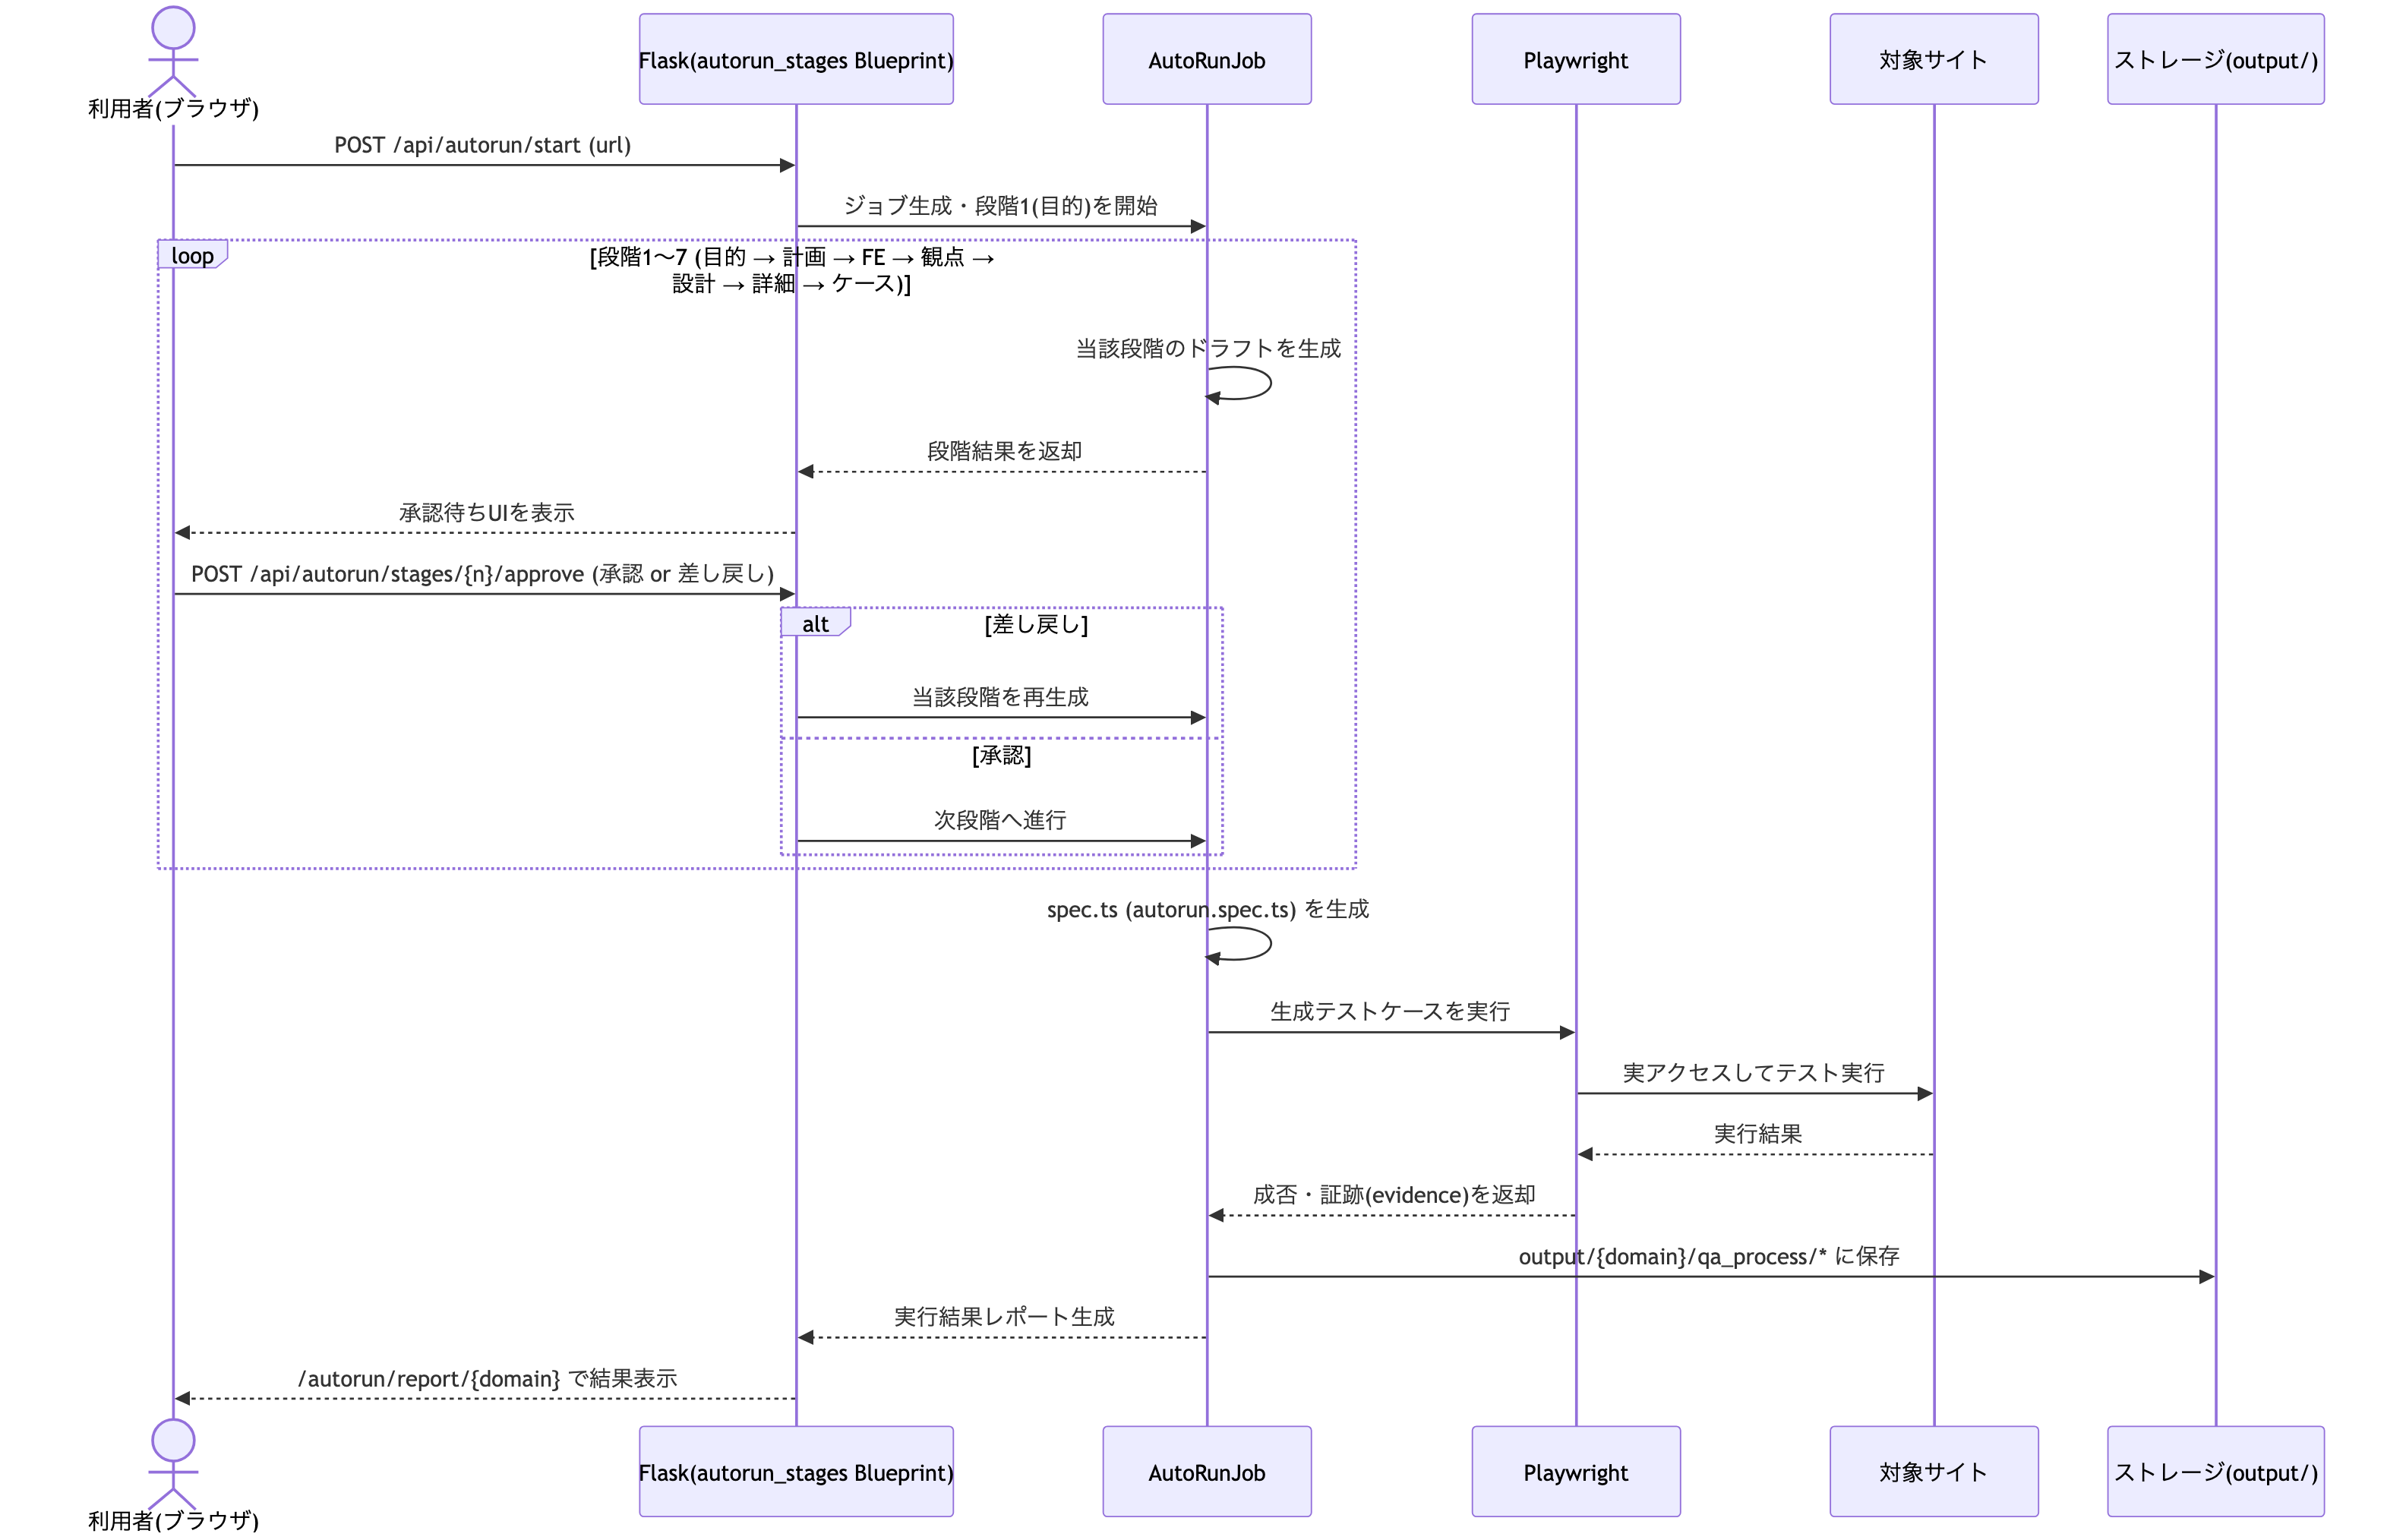 利用者(ブラウザ)
Flask(autorun_stages Blueprint)
AutoRunJob
Playwright
対象サイト
ストレージ(output/)
POST /api/autorun/start (url)
ジョブ生成・段階1(目的)を開始
loop
[段階1〜7 (目的 → 計画 → FE → 観点 →
設計 → 詳細 → ケース)]
当該段階のドラフトを生成
段階結果を返却
承認待ちUIを表示
POST /api/autorun/stages/{n}/approve (承認 or 差し戻し)
alt
[差し戻し]
当該段階を再生成
[承認]
次段階へ進行
spec.ts (autorun.spec.ts) を生成
生成テストケースを実行
実アクセスしてテスト実行
実行結果
成否・証跡(evidence)を返却
output/{domain}/qa_process/* に保存
実行結果レポート生成
/autorun/report/{domain} で結果表示
利用者(ブラウザ)
Flask(autorun_stages Blueprint)
AutoRunJob
Playwright
対象サイト
ストレージ(output/)